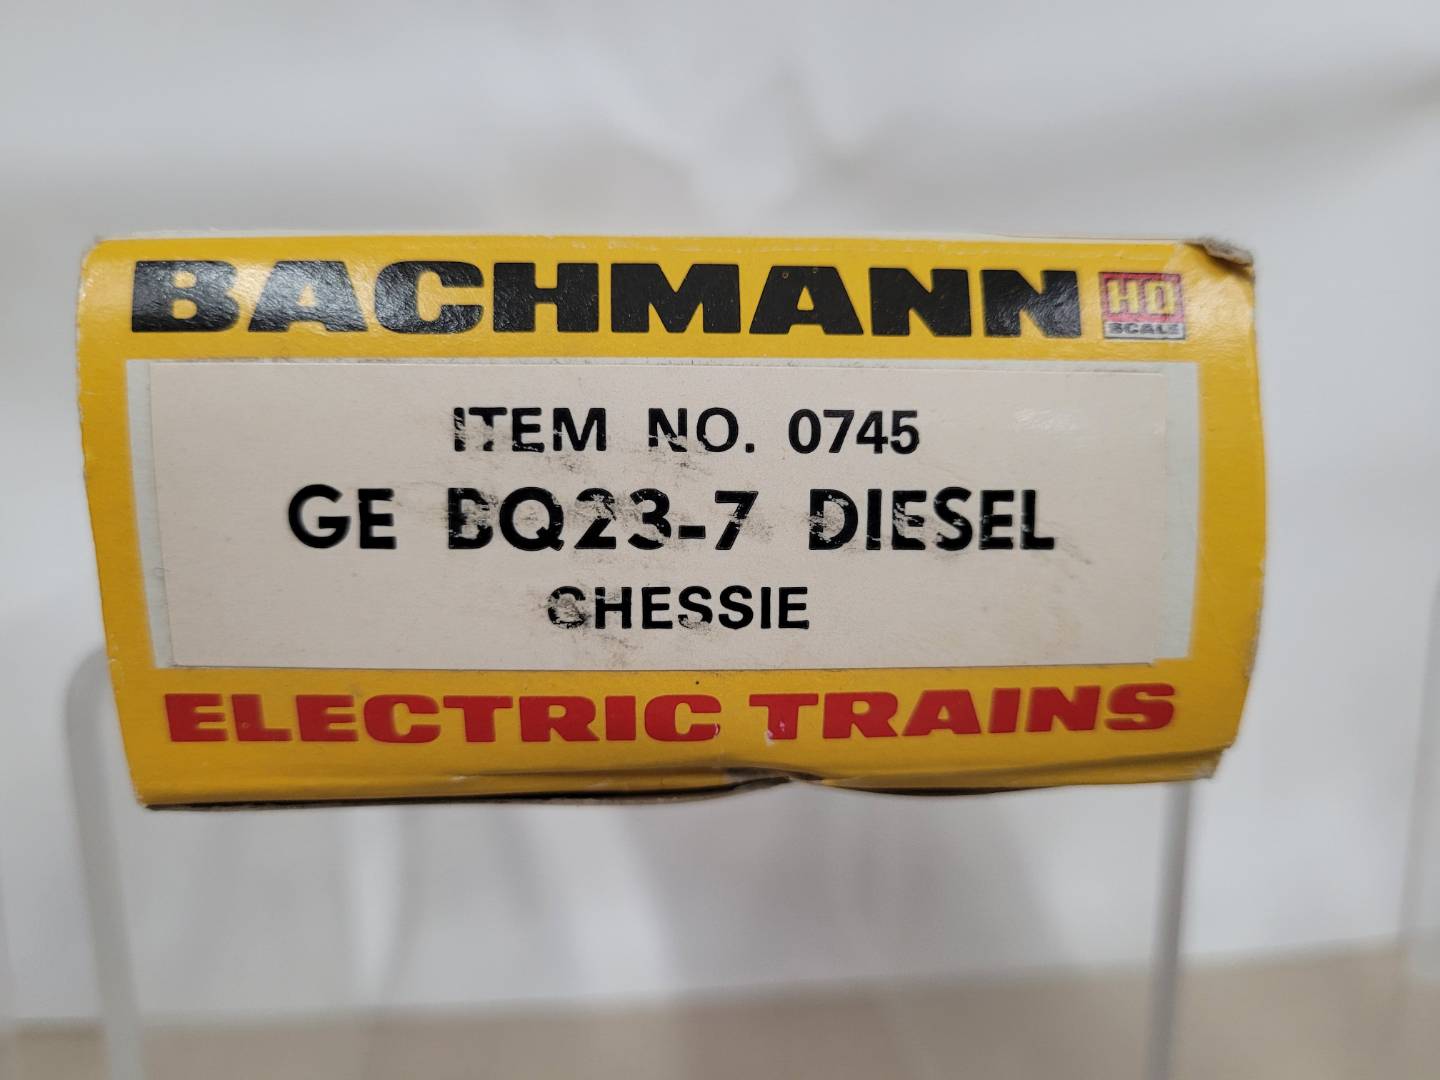 BACHMANN HO
SCALE
ITEM NO. 0745
GE BQ23-7 DIESEL
CHESSIE
ELECTRIC TRAINS